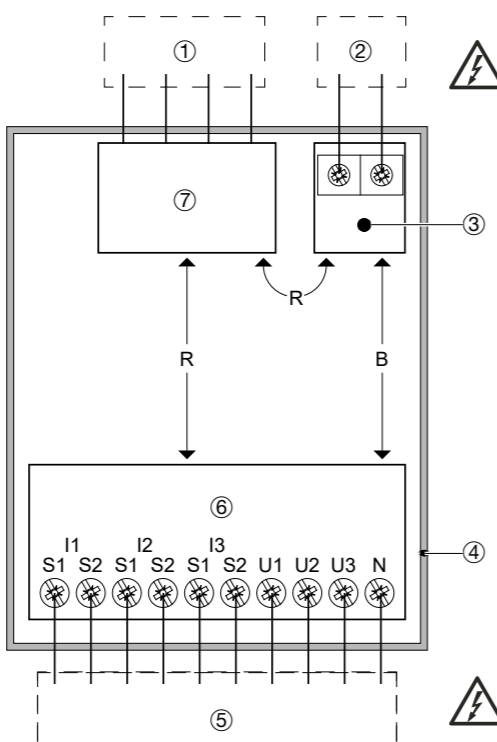 ① ②
⑦
③
R
R B
⑥
④
I1 I2 I3
S1 S2 S1 S2 S1 S2 U1 U2 U3 N
⑤